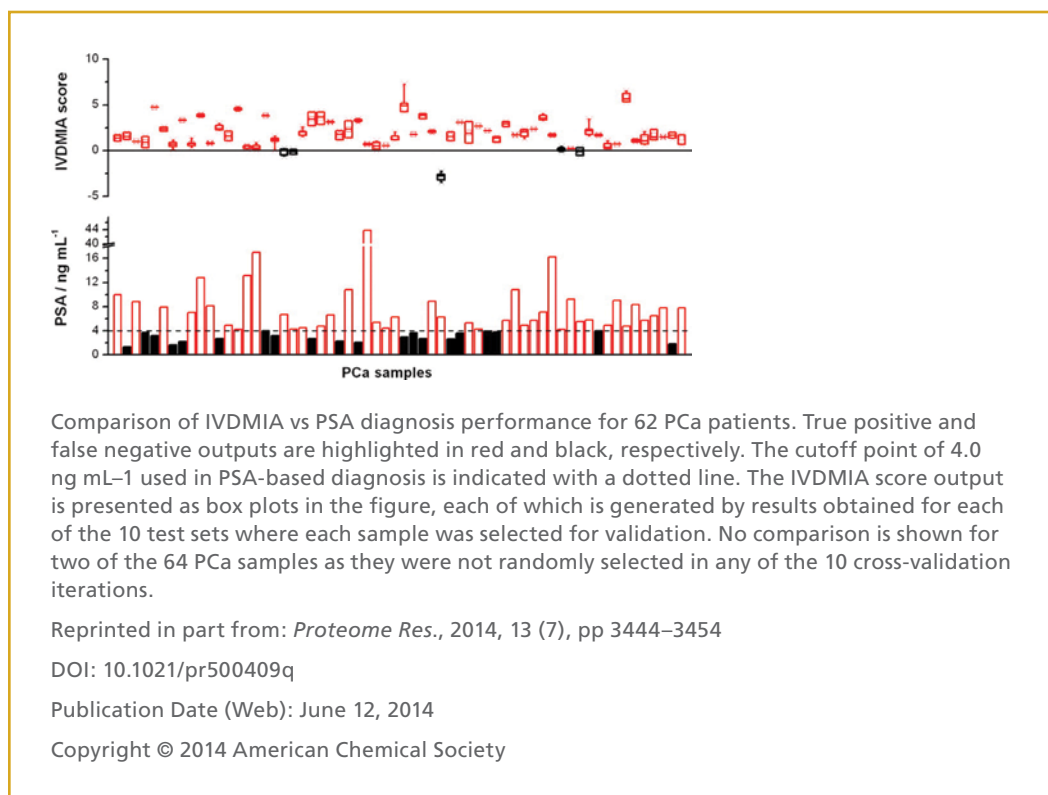 10
5
0
-5
IVDMIA score
44
40
16
12
8
4
0
PSA / ng mL⁻¹
PCa samples
Comparison of IVDMIA vs PSA diagnosis performance for 62 PCa patients. True positive and
false negative outputs are highlighted in red and black, respectively. The cutoff point of 4.0
ng mL–1 used in PSA-based diagnosis is indicated with a dotted line. The IVDMIA score output
is presented as box plots in the figure, each of which is generated by results obtained for each
of the 10 test sets where each sample was selected for validation. No comparison is shown for
two of the 64 PCa samples as they were not randomly selected in any of the 10 cross-validation
iterations.
Reprinted in part from: Proteome Res., 2014, 13 (7), pp 3444–3454
DOI: 10.1021/pr500409q
Publication Date (Web): June 12, 2014
Copyright © 2014 American Chemical Society